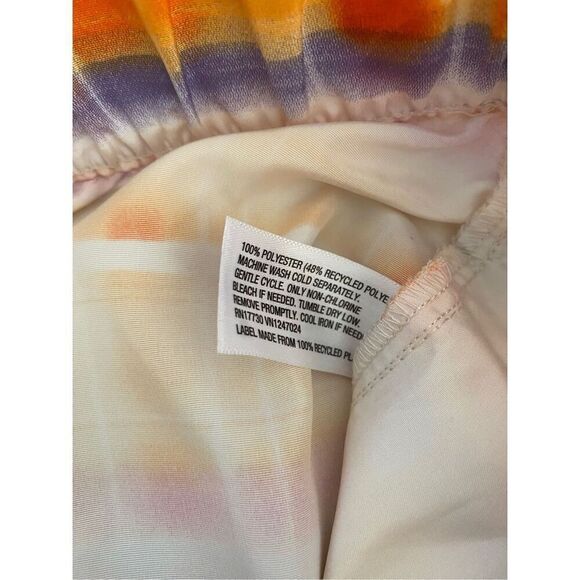 100% POLYESTER (48% RECYCLED POLYE
MACHINE WASH COLD SEPARATELY.
GENTLE CYCLE. ONLY NON-CHLORINE
BLEACH IF NEEDED. TUMBLE DRY LOW.
REMOVE PROMPTLY. COOL IRON IF NEED
RN17730 VN1247024
LABEL MADE FROM 100% RECYCLED